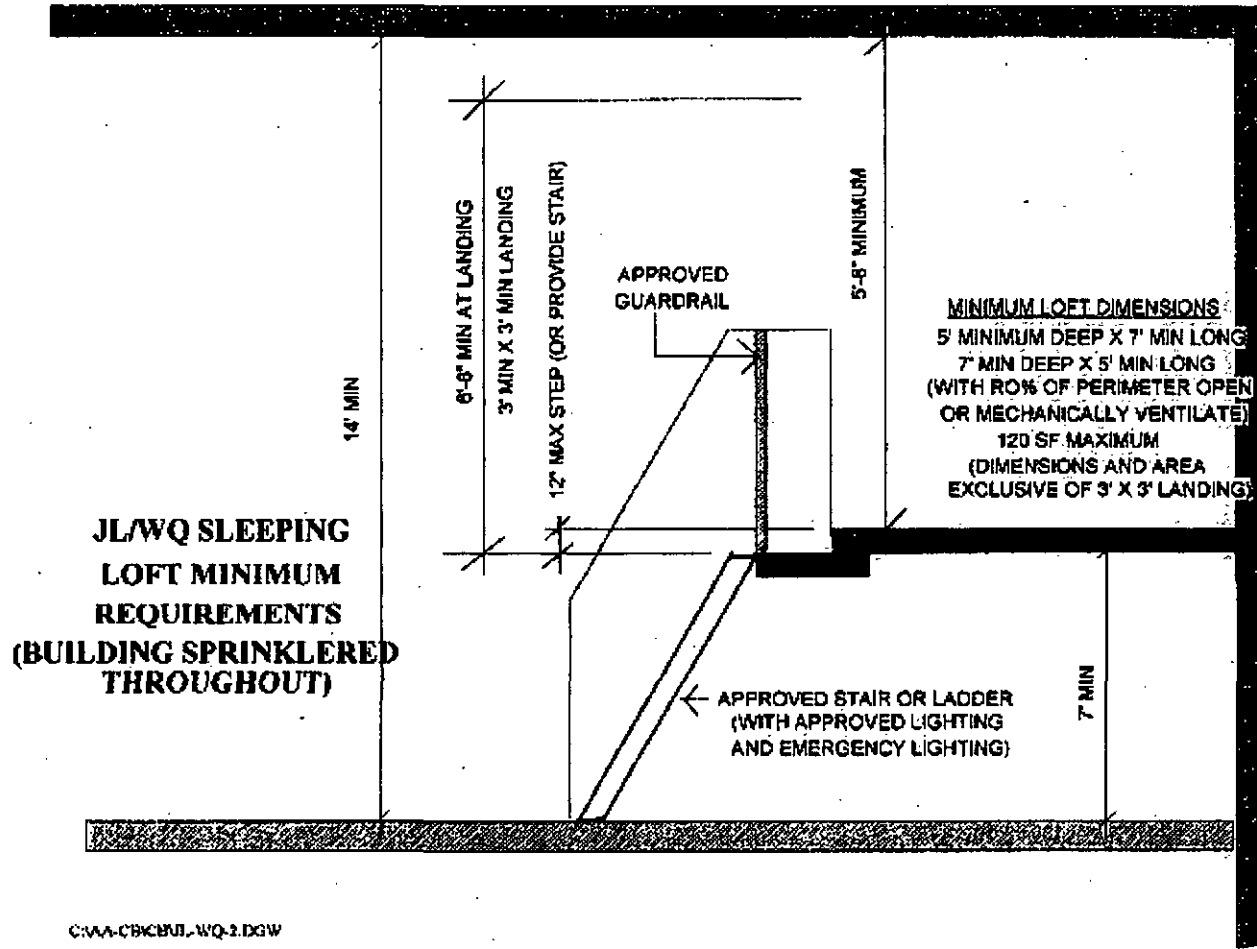 14' MIN
6'-6" MIN AT LANDING
3' MIN X 3' MIN LANDING
12" MAX STEP (OR PROVIDE STAIR)
APPROVED
GUARDRAIL
MINIMUM
MINIMUM LOFT DIMENSIONS
5' MINIMUM DEEP X 7' MIN LONG
7' MIN DEEP X 5' MIN LONG
(WITH RO% OF PERIMETER OPEN
OR MECHANICALLY VENTILATE)
120 SF MAXIMUM
(DIMENSIONS AND AREA
EXCLUSIVE OF 3' X 3' LANDING)
JL/WQ SLEEPING
LOFT MINIMUM
REQUIREMENTS
(BUILDING SPRINKLERED
THROUGHOUT)
APPROVED STAIR OR LADDER
(WITH APPROVED LIGHTING
AND EMERGENCY LIGHTING)
7' MIN